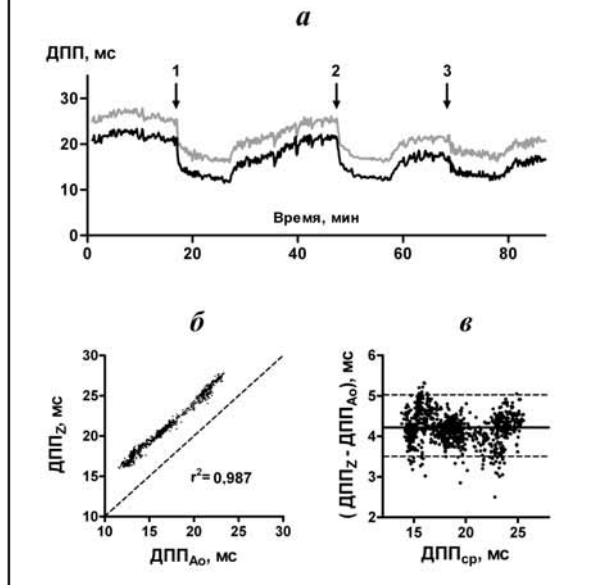 а
ДПП, мс
1 2 3
30
20
10
0
Время, мин
0 20 40 60 80
б
30
25
20
15
10
ДППZ, мс
r²= 0,987
10 15 20 25 30
ДППAo, мс
в
6
5
4
3
2
( ДППZ - ДППAo), мс
15 20 25
ДППср, мс